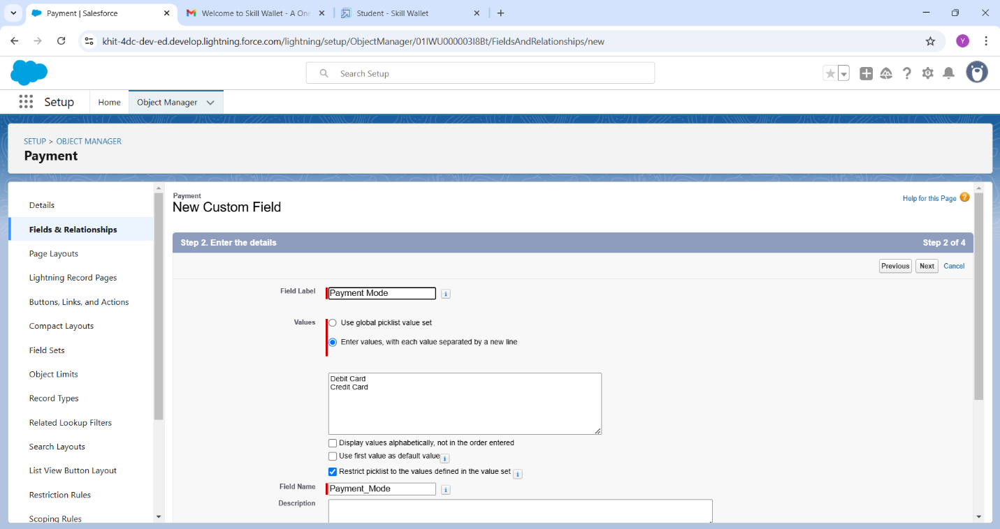 Payment | Salesforce
Welcome to Skill Wallet - A One
Student - Skill Wallet
khit-4dc-dev-ed.develop.lightning.force.com/lightning/setup/ObjectManager/01IWU000003I8Bt/FieldsAndRelationships/new
Y
Search Setup
Setup
Home
Object Manager
SETUP > OBJECT MANAGER
Payment
Details
Fields & Relationships
Page Layouts
Lightning Record Pages
Buttons, Links, and Actions
Compact Layouts
Field Sets
Object Limits
Record Types
Related Lookup Filters
Search Layouts
List View Button Layout
Restriction Rules
Scoping Rules
Payment
New Custom Field
Help for this Page ?
Step 2. Enter the details
Step 2 of 4
Previous Next Cancel
Field Label Payment Mode i
Values Use global picklist value set
Enter values, with each value separated by a new line
Debit Card
Credit Card
Display values alphabetically, not in the order entered
Use first value as default value i
Restrict picklist to the values defined in the value set i
Field Name Payment_Mode i
Description